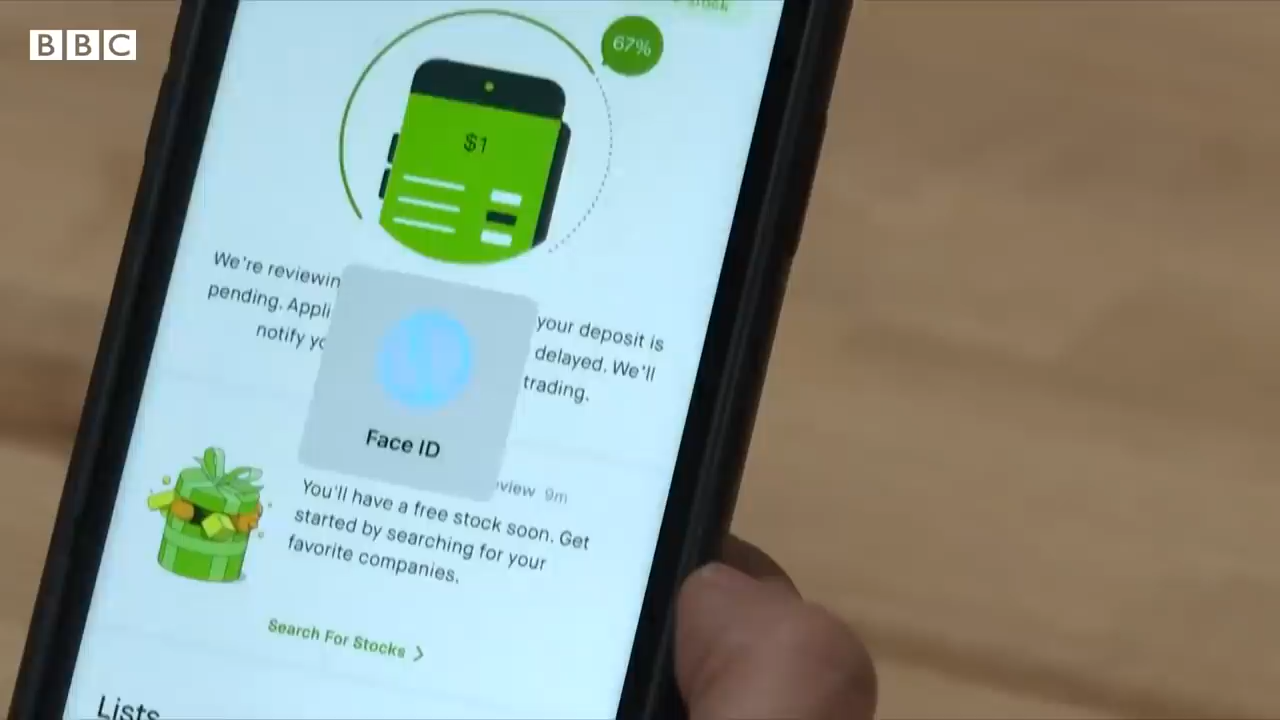 BBC
67%
$1
We're reviewin
your deposit is
pending. Appli
delayed. We'll
notify yo
trading.
Face ID
view 9m
You'll have a free stock soon. Get
started by searching for your
favorite companies.
Search For Stocks
Lists